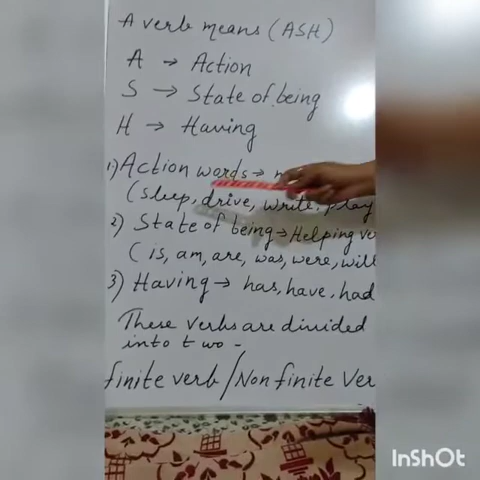 A verb means (ASH)
A → Action
S → State of being
H → Having
1) Action words →
(sleep, drive, write, play
2) State of being → Helping ve
( is, am, are, was, were, will
3) Having → has, have, had
These verbs are divided
into two -
finite verb / Non finite Ver
InShOt